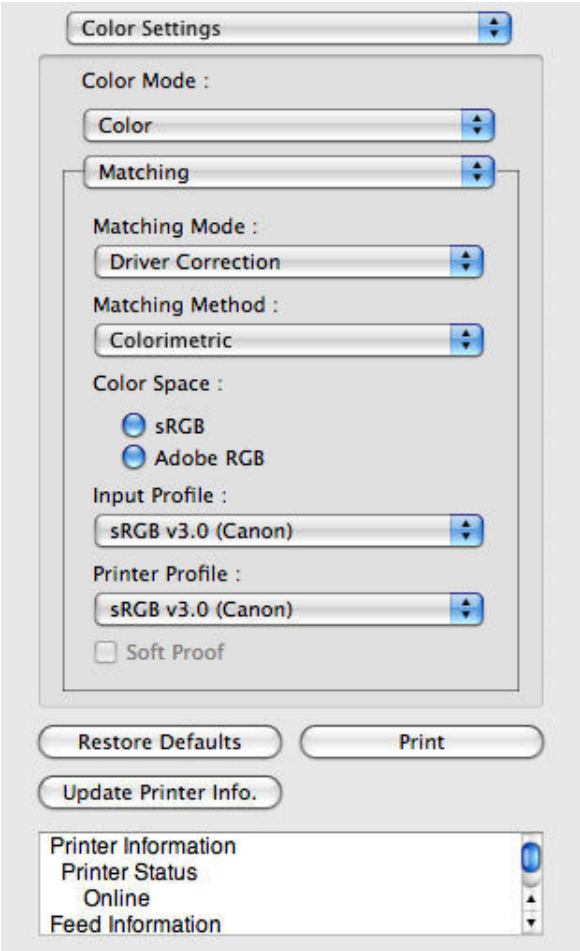 Color Settings
Color Mode :
Color
Matching
Matching Mode :
Driver Correction
Matching Method :
Colorimetric
Color Space :
sRGB
Adobe RGB
Input Profile :
sRGB v3.0 (Canon)
Printer Profile :
sRGB v3.0 (Canon)
Soft Proof
Restore Defaults
Print
Update Printer Info.
Printer Information
Printer Status
Online
Feed Information